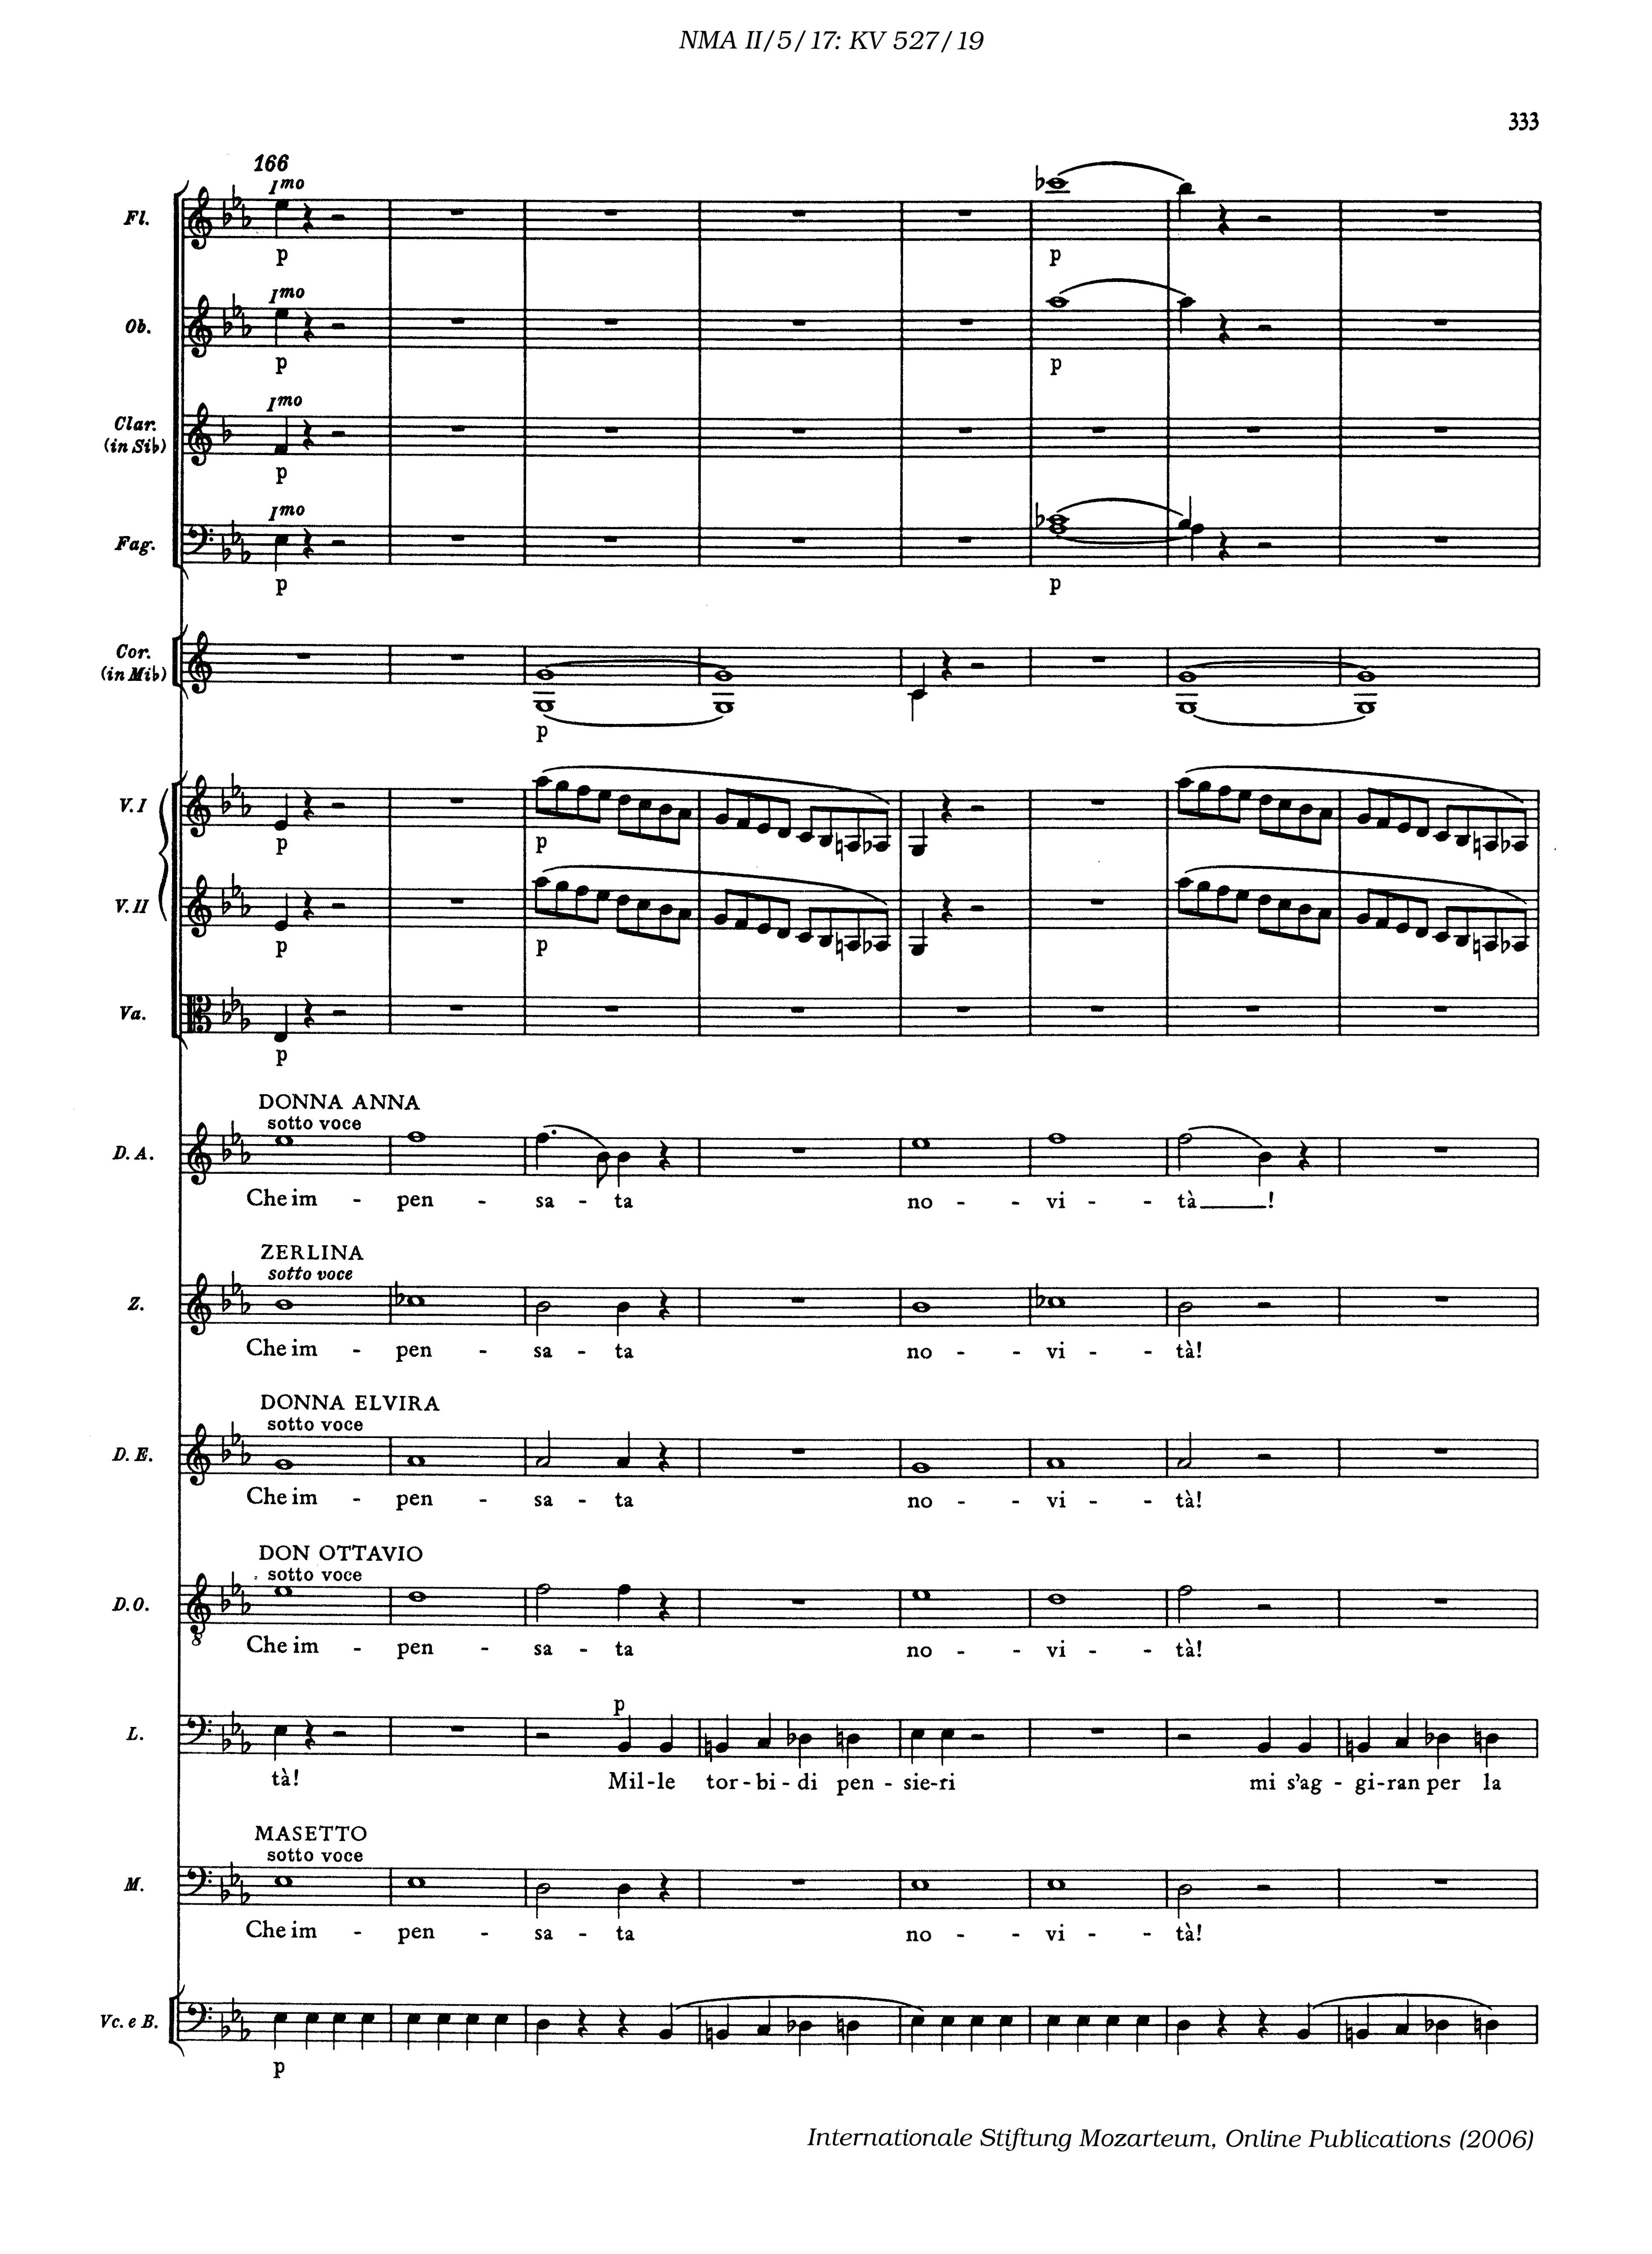 NMA II/5/17: KV 527/19
333
166
Imo
Fl.
p
p
Imo
Ob.
p
p
Imo
Clar.
(in Sib)
p
Imo
Fag.
p
p
Cor.
(in Mib)
p
V. I
p
p
V. II
p
p
Va.
p
DONNA ANNA
sotto voce
D. A.
Che im - pen - sa - ta no - - vi - - tà !
ZERLINA
sotto voce
Z.
Che im - pen - sa - ta no - - vi - - tà!
DONNA ELVIRA
sotto voce
D. E.
Che im - pen - sa - ta no - - vi - - tà!
DON OTTAVIO
sotto voce
D. O.
8
Che im - pen - sa - ta no - - vi - - tà!
p
L.
tà! Mil-le tor-bi-di pen-sie-ri mi s'ag-gi-ran per la
MASETTO
sotto voce
M.
Che im - pen - sa - ta no - - vi - - tà!
Vc. e B.
p
Internationale Stiftung Mozarteum, Online Publications (2006)